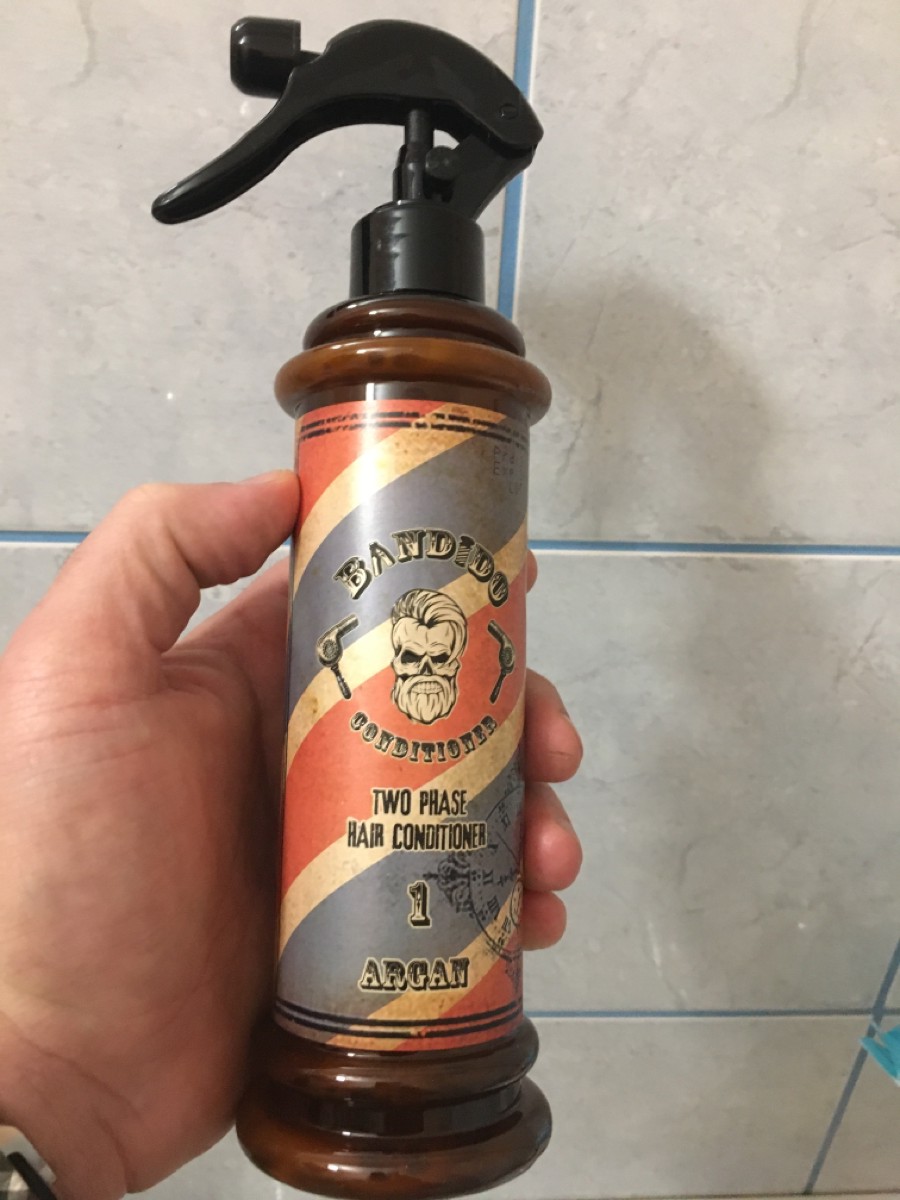 BANDIDO
CONDITIONER
TWO PHASE
HAIR CONDITIONER
1
ARGAN